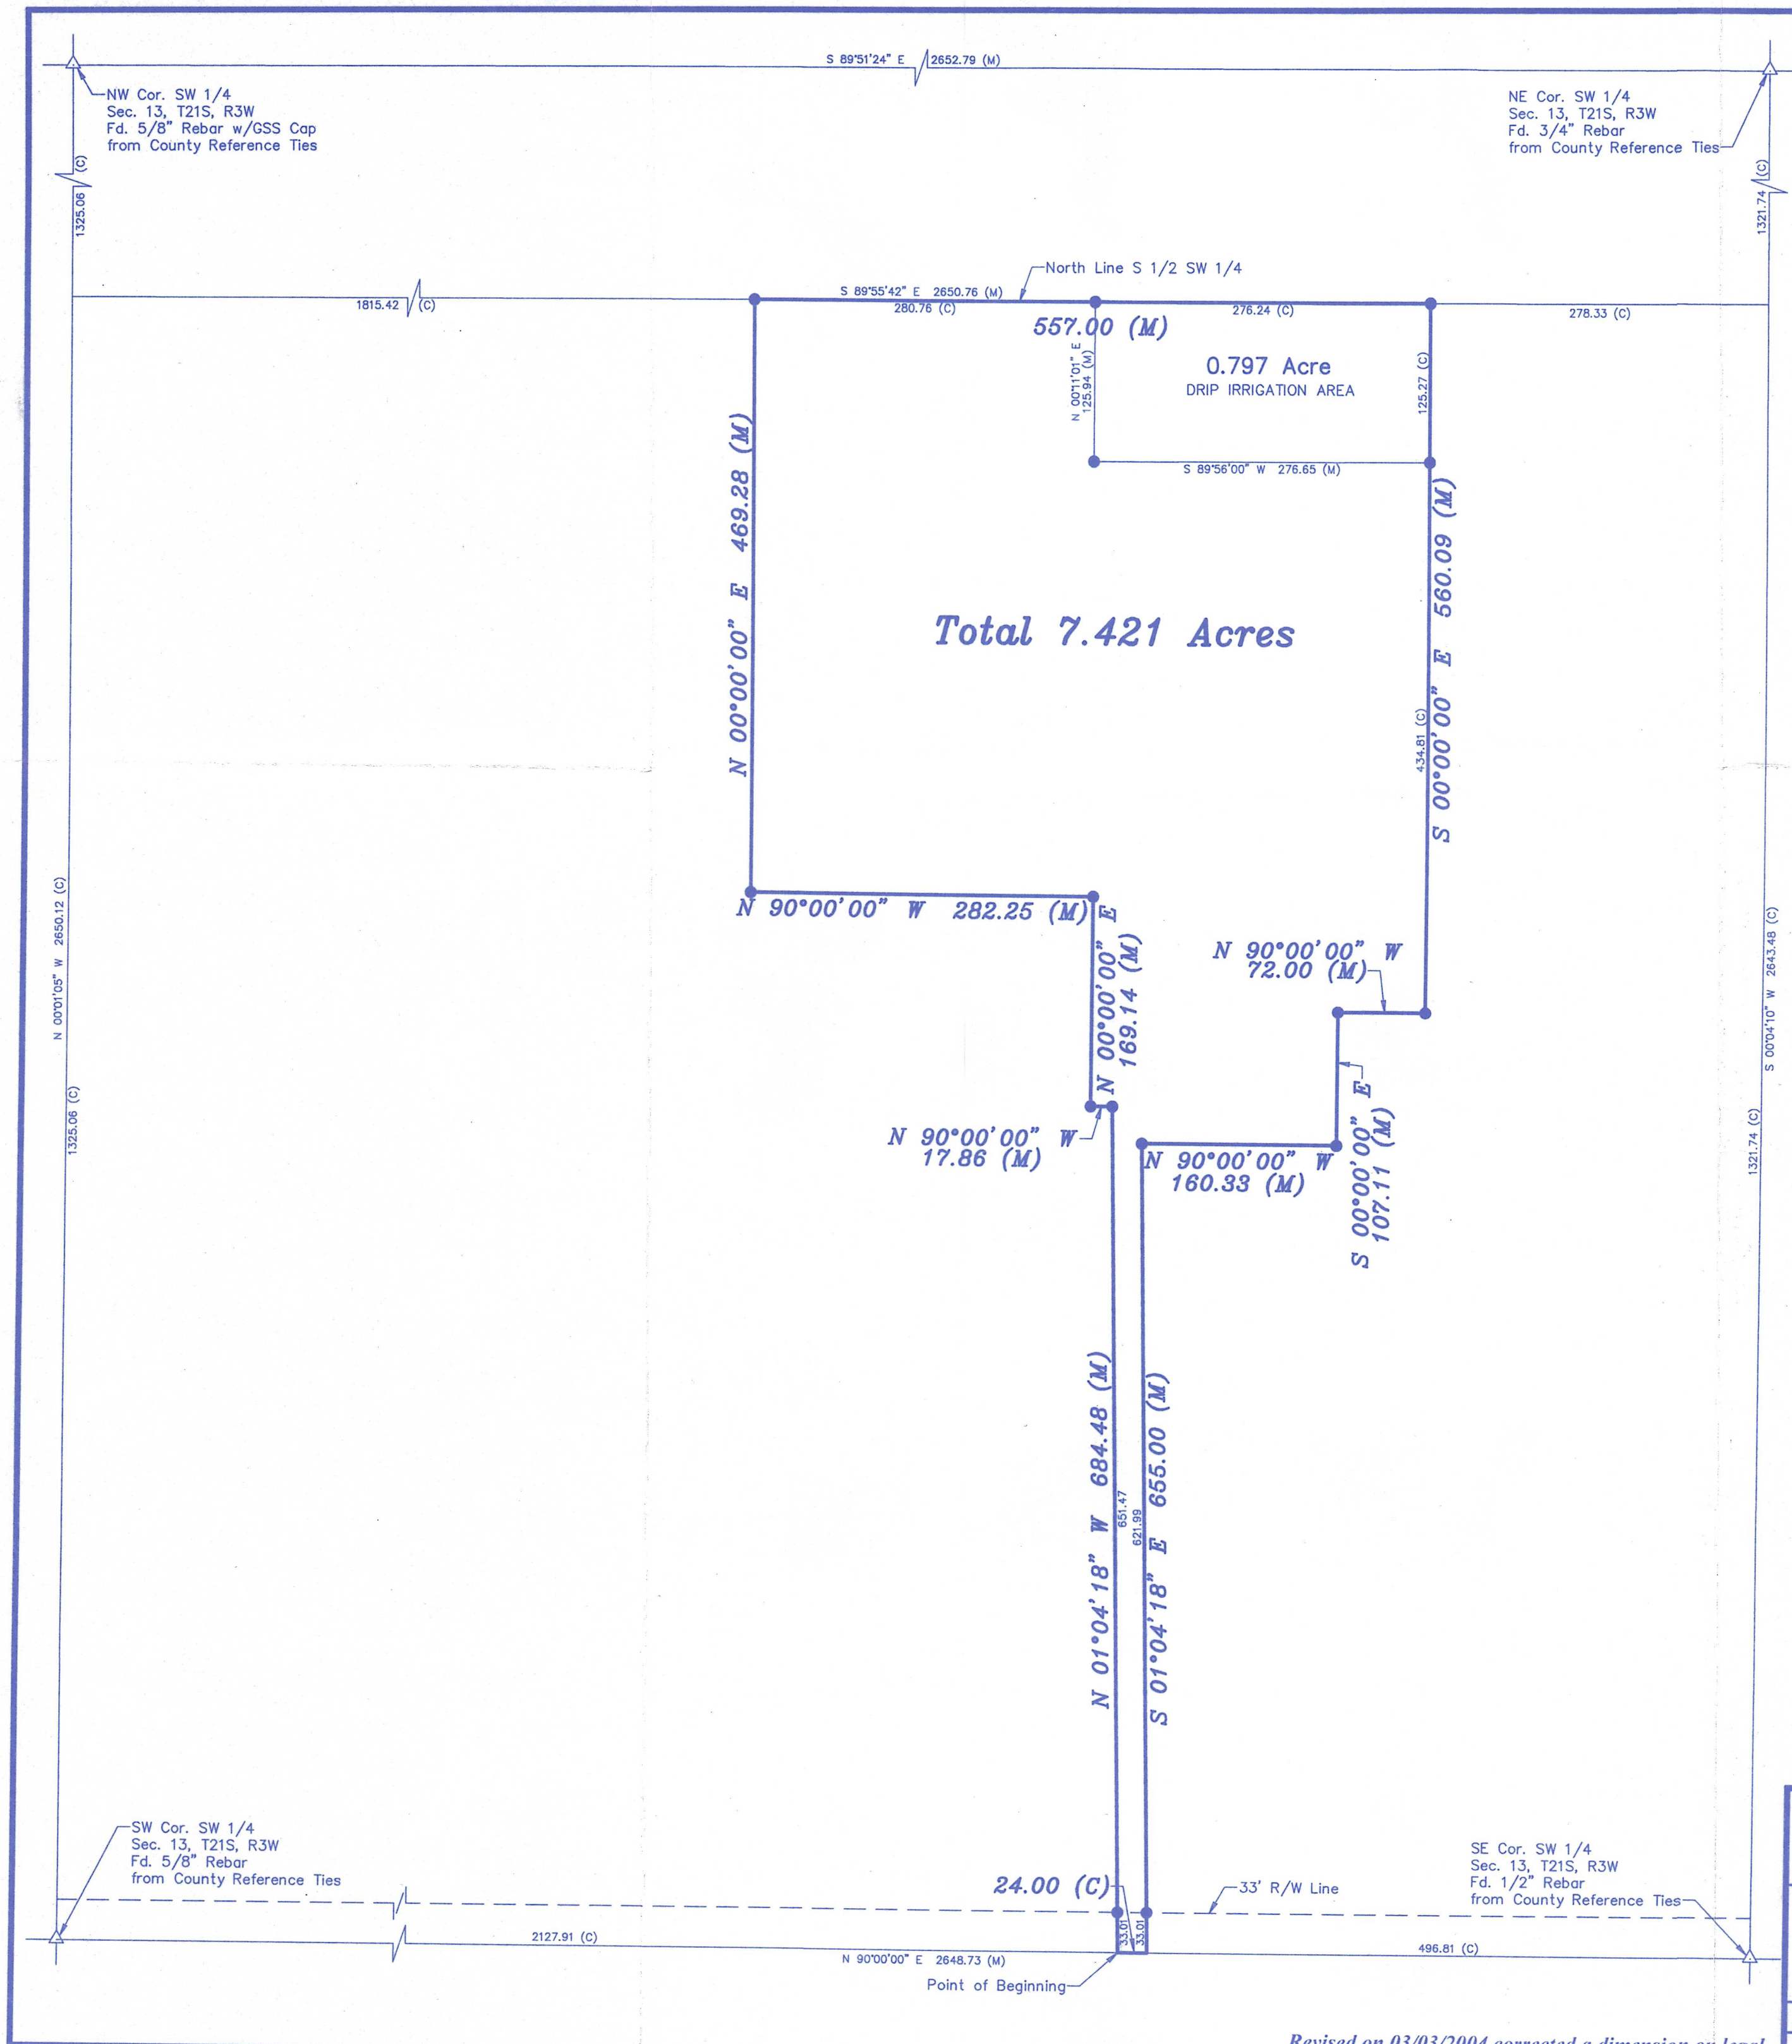 S 89°51'24" E 2652.79 (M)
NW Cor. SW 1/4
Sec. 13, T21S, R3W
Fd. 5/8" Rebar w/GSS Cap
from County Reference Ties
NE Cor. SW 1/4
Sec. 13, T21S, R3W
Fd. 3/4" Rebar
from County Reference Ties
1325.06 (C)
1321.74 (C)
North Line S 1/2 SW 1/4
S 89°55'42" E 2650.76 (M)
1815.42 (C)
280.76 (C)
276.24 (C)
278.33 (C)
557.00 (M)
N 00°11'01" E
125.94 (M)
0.797 Acre
DRIP IRRIGATION AREA
125.27 (C)
S 89°56'00" W 276.65 (M)
N 00°00'00" E 469.28 (M)
S 00°00'00" E 560.09 (M)
Total 7.421 Acres
434.81 (C)
N 90°00'00" W 282.25 (M)
N 00°00'00" E
169.14 (M)
N 90°00'00" W
72.00 (M)
N 00°01'05" W 2650.12 (C)
S 00°04'10" W 2643.48 (C)
1325.06 (C)
1321.74 (C)
N 90°00'00" W
17.86 (M)
N 90°00'00" W
160.33 (M)
S 00°00'00" E
107.11 (M)
N 01°04'18" W 684.48 (M)
651.47
621.99
S 01°04'18" E 655.00 (M)
SW Cor. SW 1/4
Sec. 13, T21S, R3W
Fd. 5/8" Rebar
from County Reference Ties
SE Cor. SW 1/4
Sec. 13, T21S, R3W
Fd. 1/2" Rebar
from County Reference Ties
24.00 (C)
33' R/W Line
33.01
33.01
2127.91 (C)
N 90°00'00" E 2648.73 (M)
496.81 (C)
Point of Beginning
Revised on 03/03/2004 corrected a dimension on legal